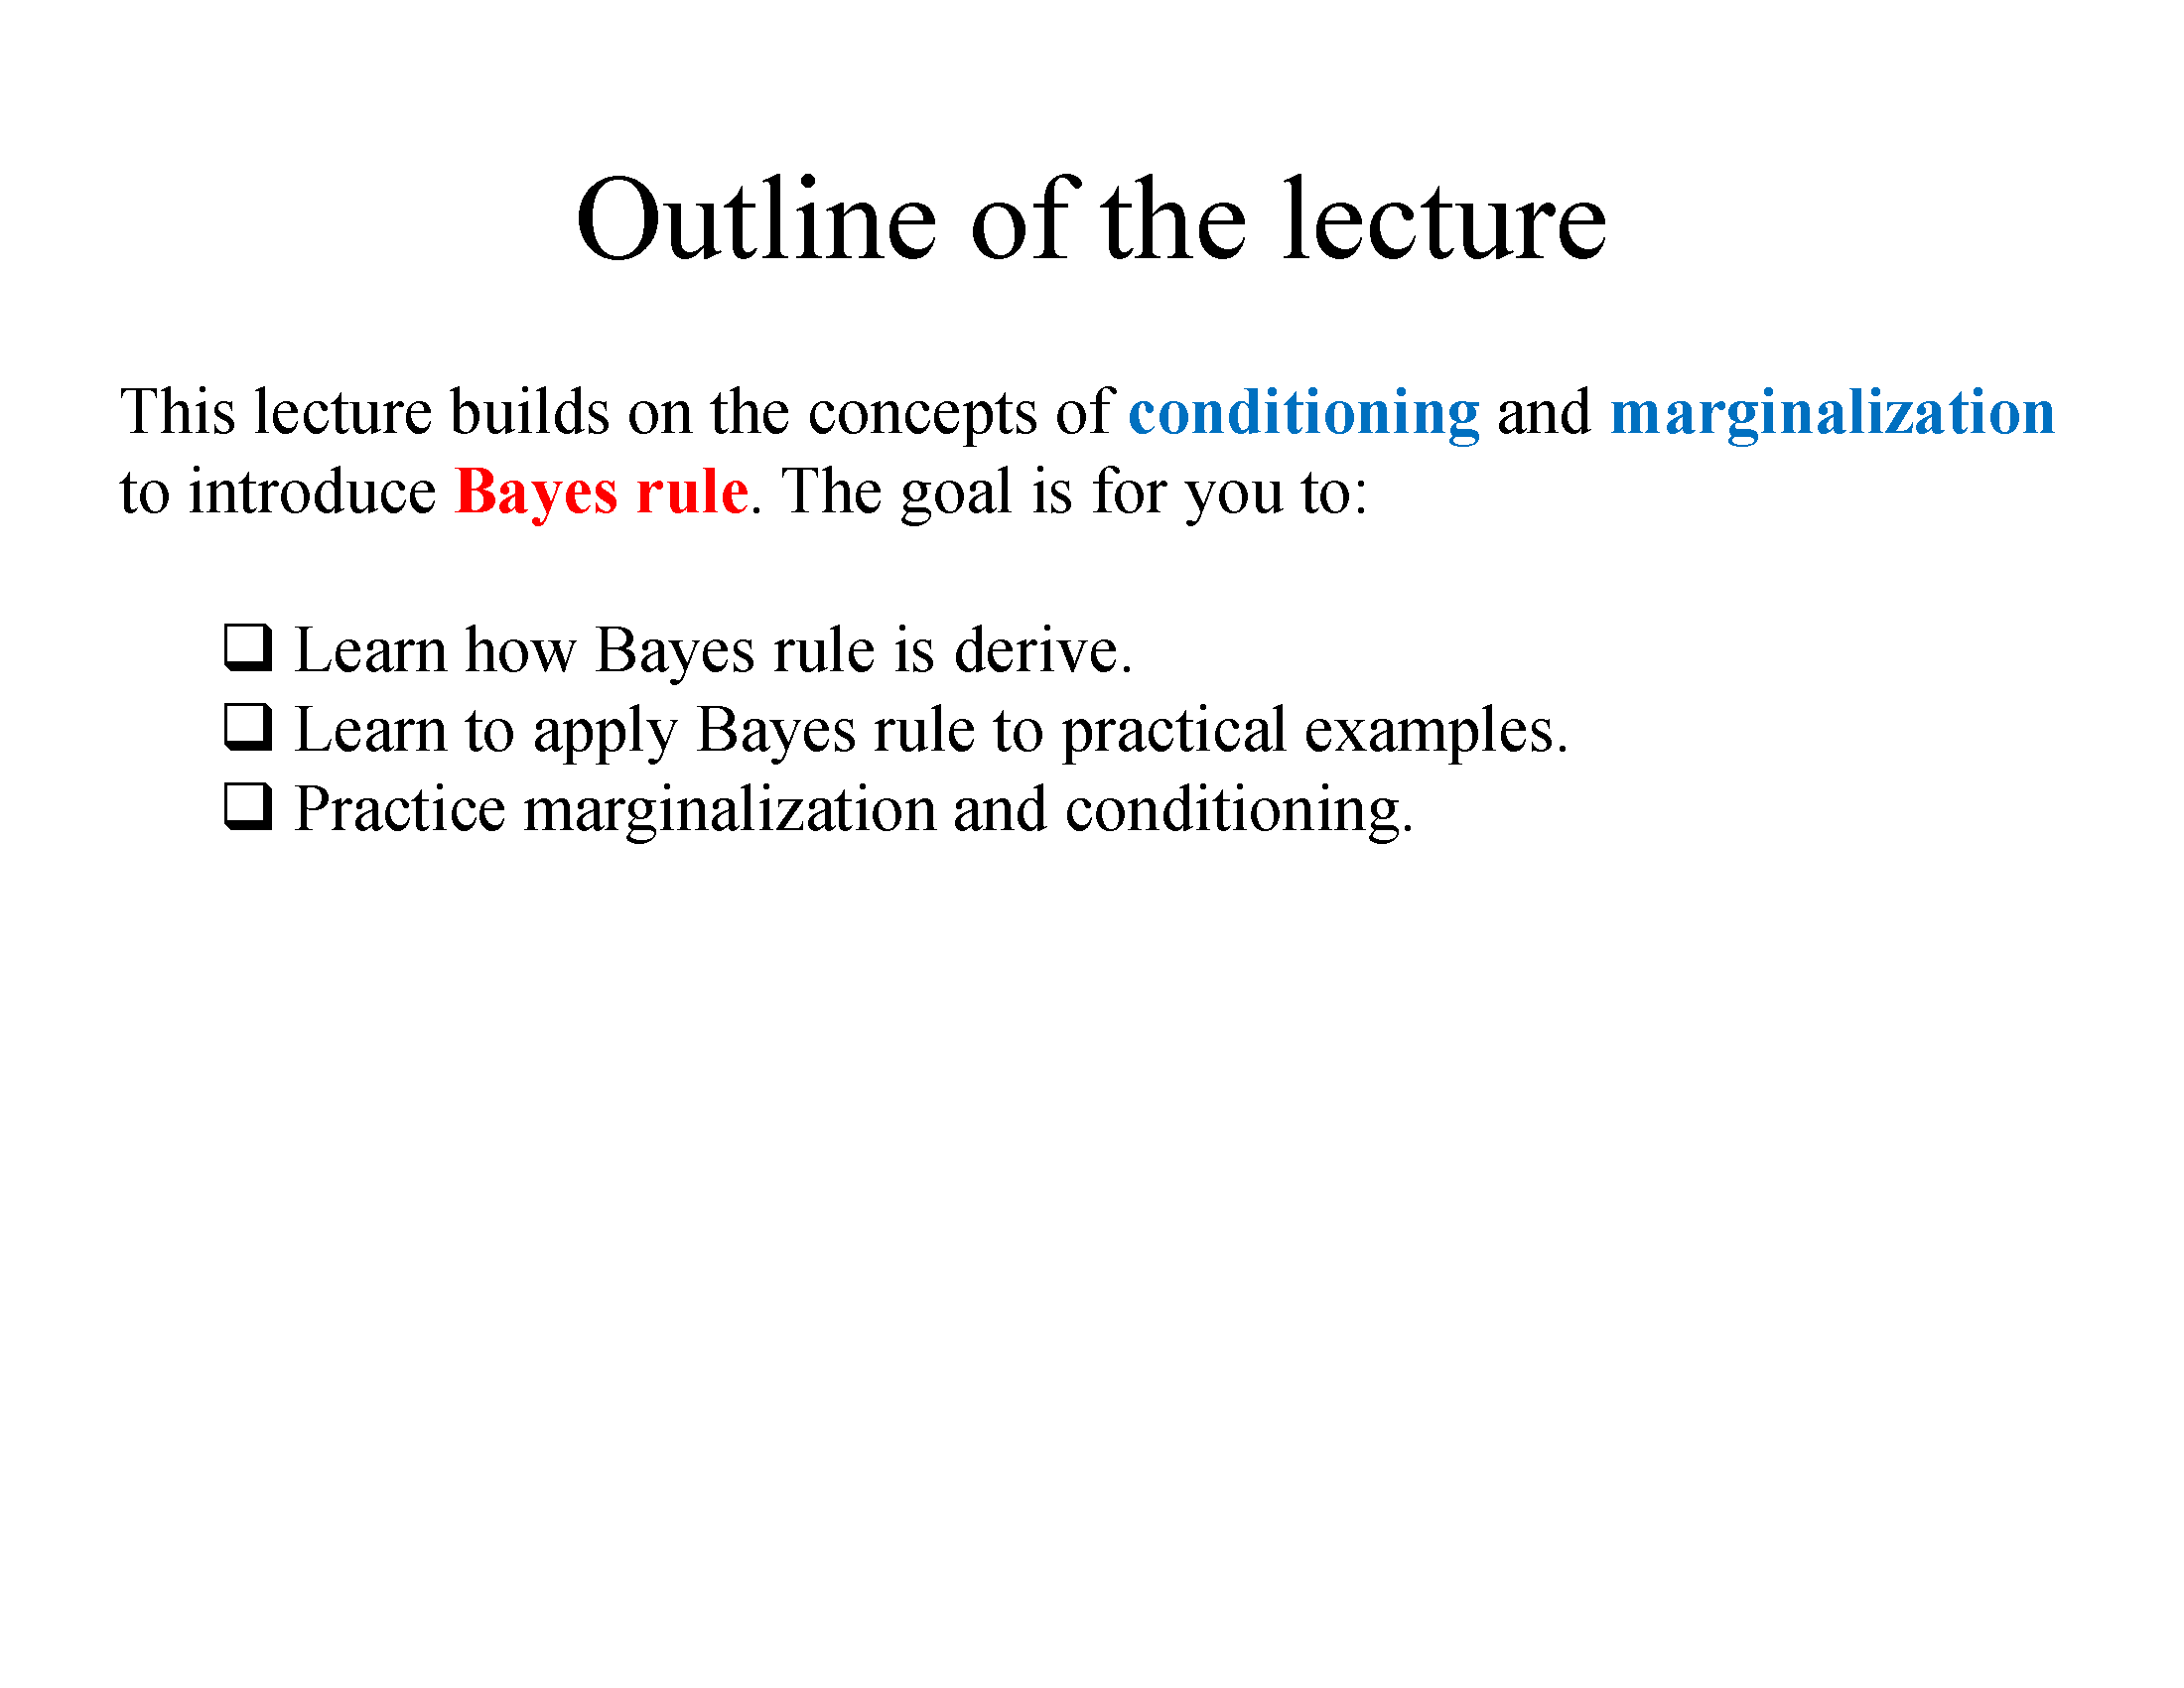 Outline of the lecture
This lecture builds on the concepts of conditioning and marginalization
to introduce Bayes rule. The goal is for you to:
❑ Learn how Bayes rule is derive.
❑ Learn to apply Bayes rule to practical examples.
❑ Practice marginalization and conditioning.